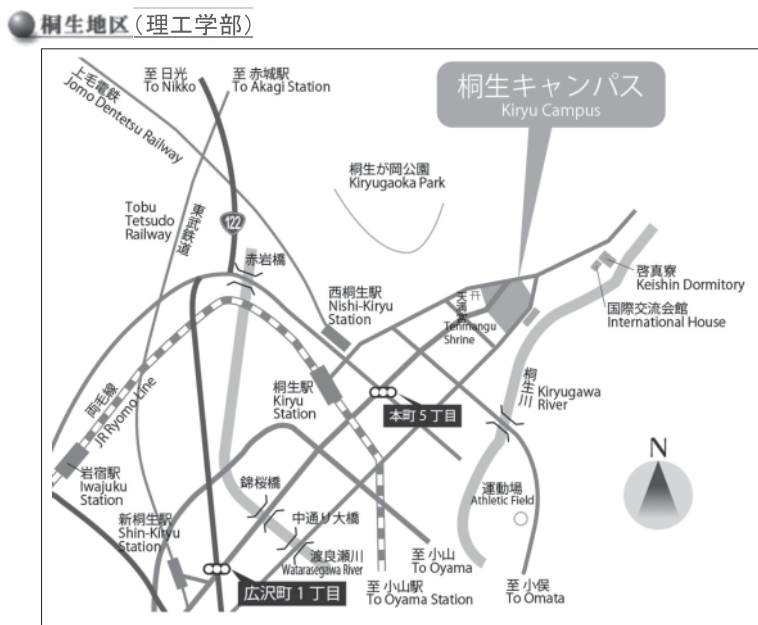 桐生地区(理工学部)
至 日光
To Nikko
至 赤城駅
To Akagi Station
上毛電鉄
Jomo Dentetsu Railway
桐生キャンパス
Kiryu Campus
桐生が岡公園
Kiryugaoka Park
Tobu
Tetsudo
Railway
東武鉄道
122
赤岩橋
西桐生駅
Nishi-Kiryu
Station
天満宮
Tenmangu
Shrine
啓真寮
Keishin Dormitory
国際交流会館
International House
両毛線
JR Ryomo Line
桐生駅
Kiryu
Station
本町5丁目
桐生川
Kiryugawa
River
岩宿駅
Iwajuku
Station
新桐生駅
Shin-Kiryu
Station
錦桜橋
中通り大橋
渡良瀬川
Watarasegawa River
運動場
Athletic Field
N
広沢町1丁目
至 小山
To Oyama
至 小山駅
To Oyama Station
至 小俣
To Omata